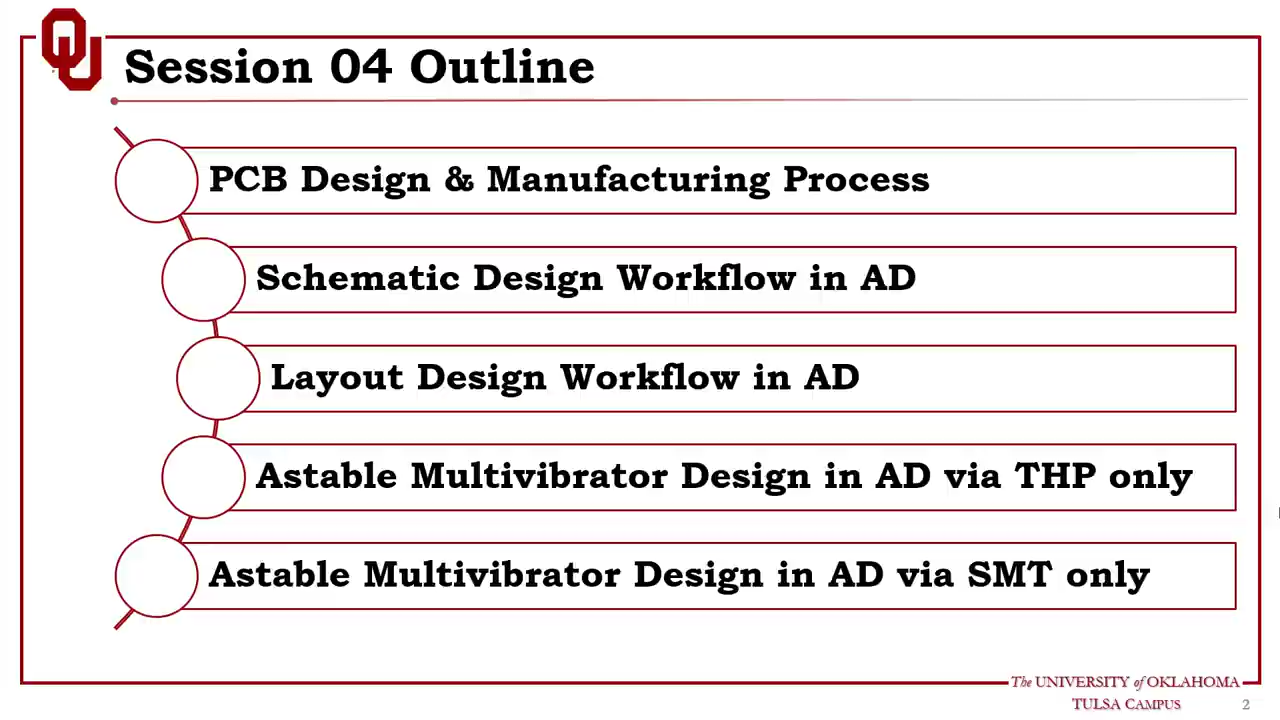 OU
Session 04 Outline
PCB Design & Manufacturing Process
Schematic Design Workflow in AD
Layout Design Workflow in AD
Astable Multivibrator Design in AD via THP only
Astable Multivibrator Design in AD via SMT only
The UNIVERSITY of OKLAHOMA
TULSA CAMPUS
2